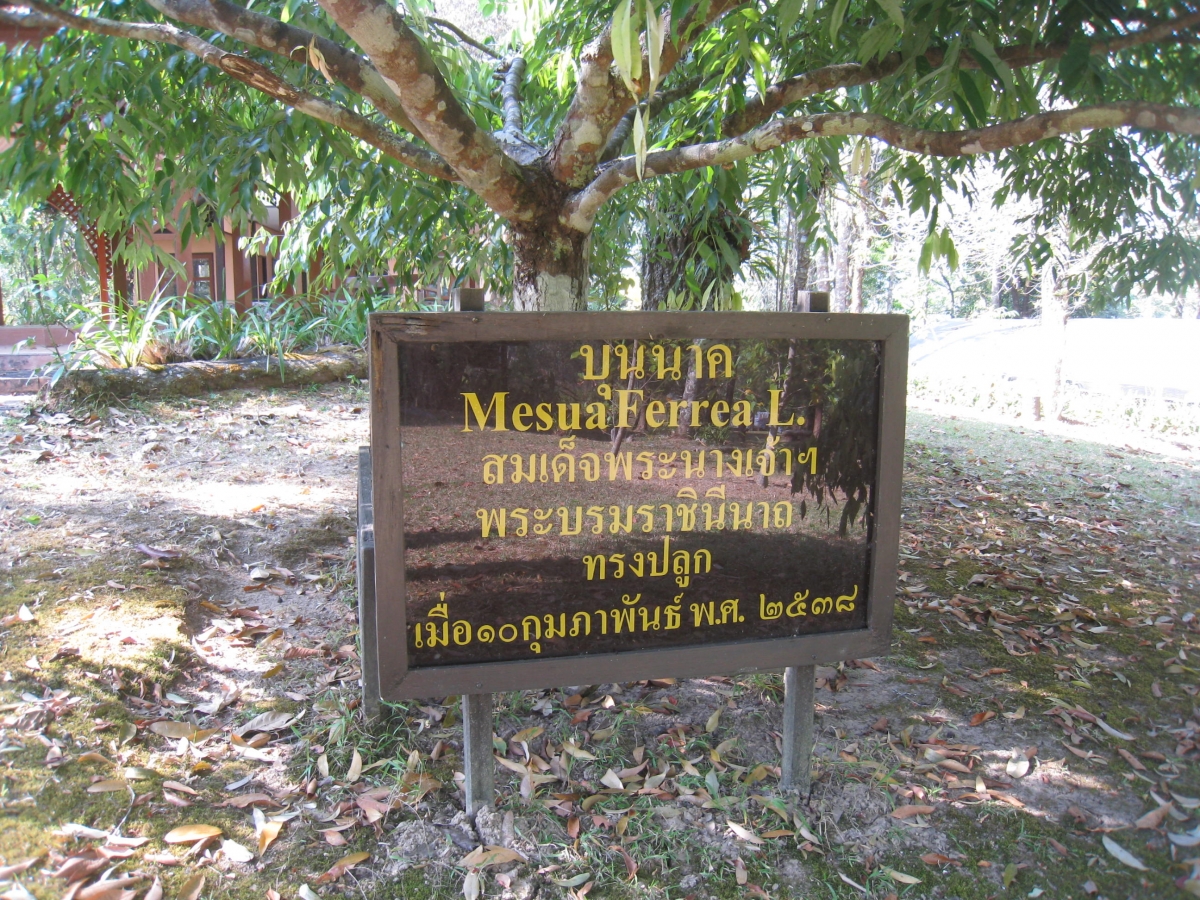 บุนนาค
Mesua Ferrea L.
สมเด็จพระนางเจ้าฯ
พระบรมราชินีนาถ
ทรงปลูก
เมื่อ๑๐กุมภาพันธ์ พ.ศ. ๒๕๓๘